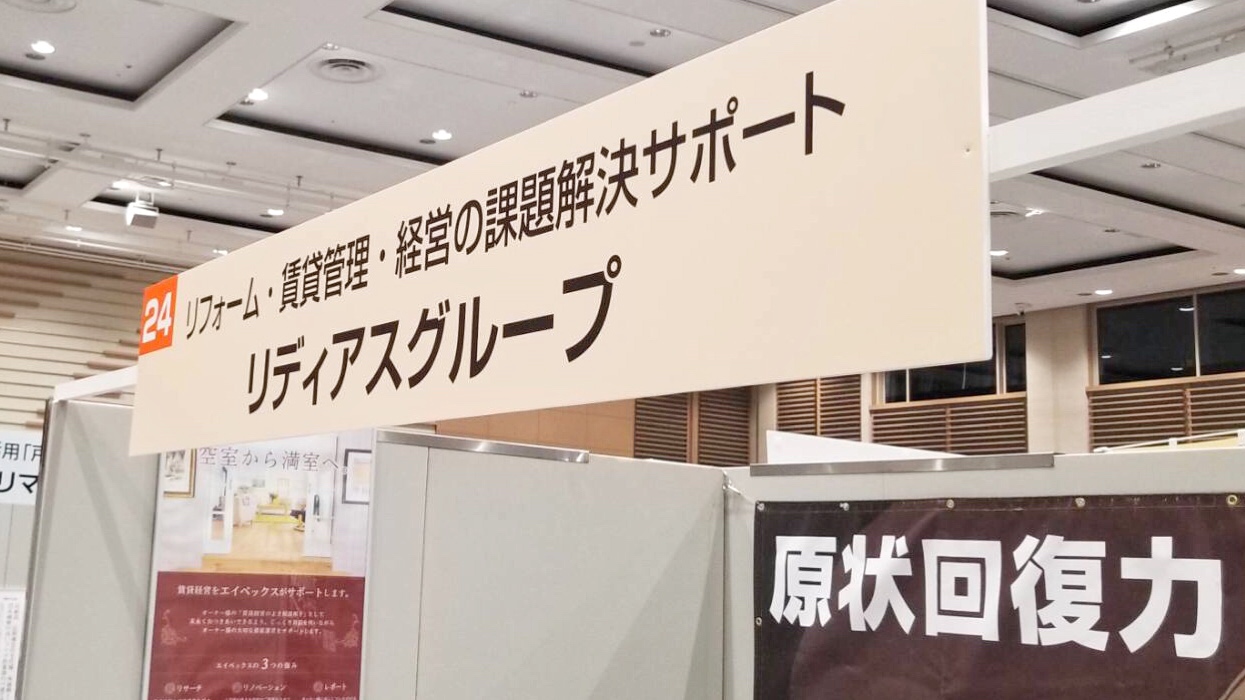 24
リフォーム・賃貸管理・経営の課題解決サポート
リディアスグループ
リマ
空室から満室へ
賃貸経営をエイベックスがサポートします。
エイベックスの3つの強み
リサーチ
リノベーション
レポート
原状回復力